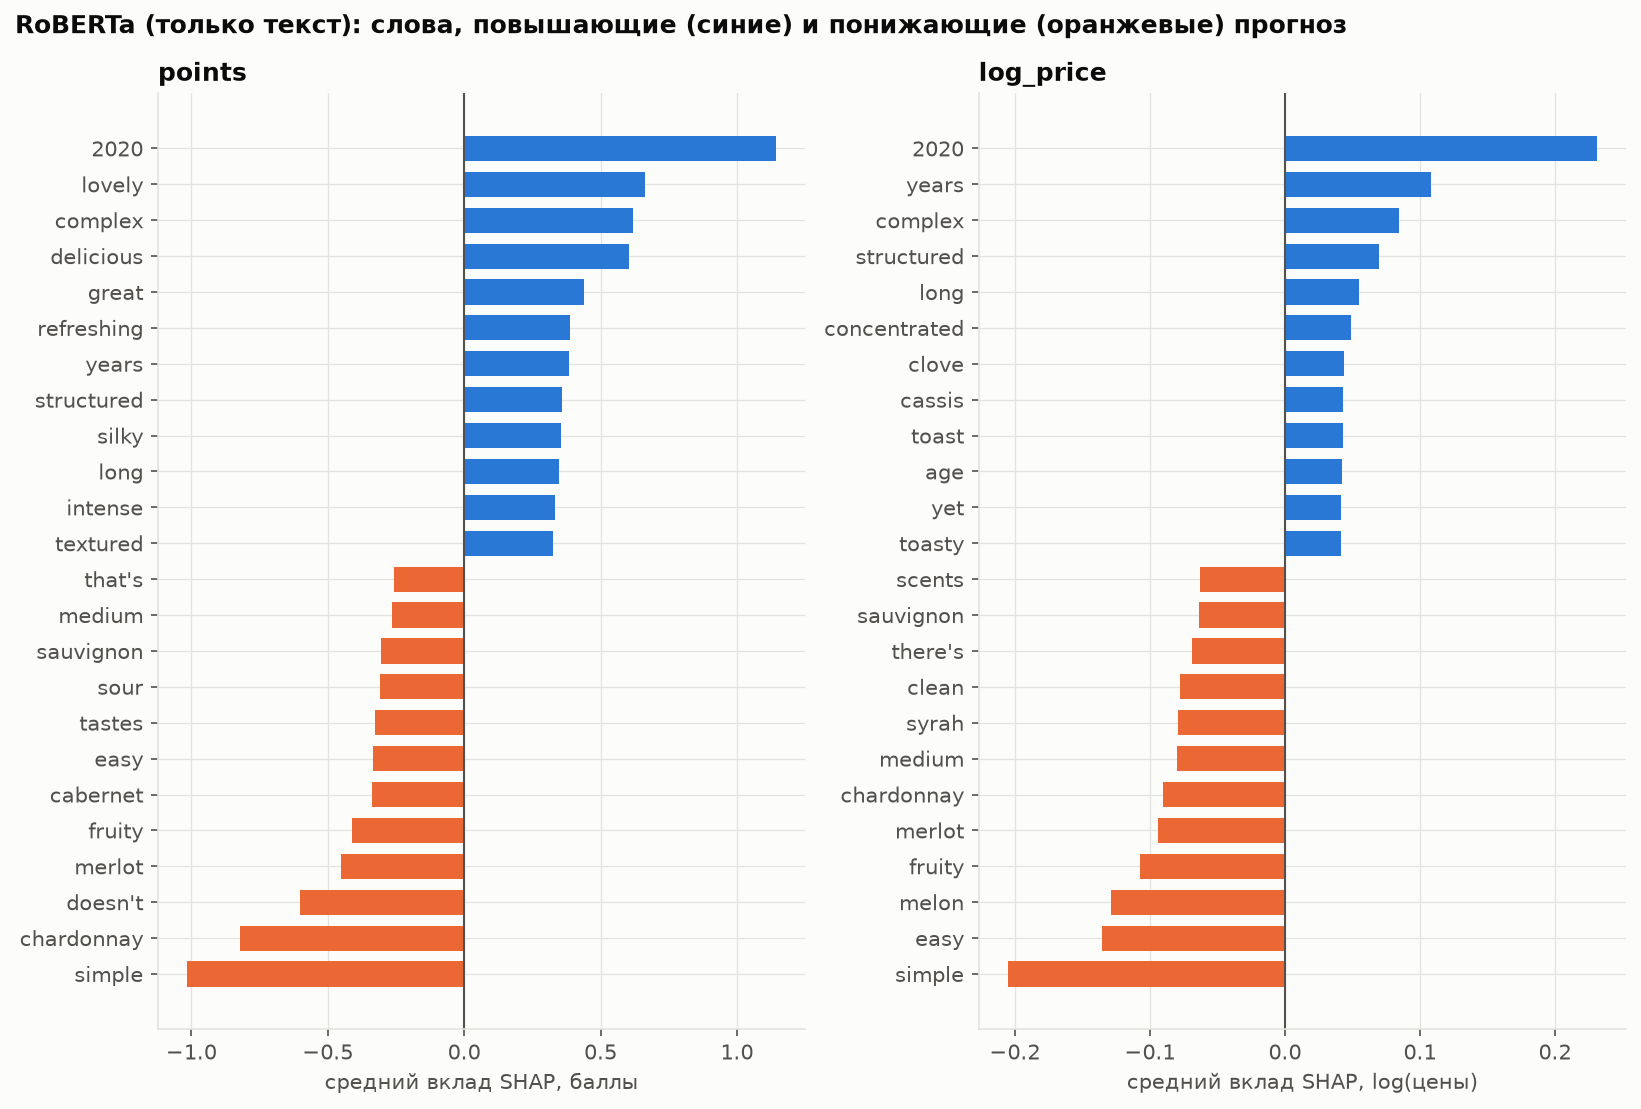 RoBERTa (только текст): слова, повышающие (синие) и понижающие (оранжевые) прогноз
points
2020
lovely
complex
delicious
great
refreshing
years
structured
silky
long
intense
textured
that's
medium
sauvignon
sour
tastes
easy
cabernet
fruity
merlot
doesn't
chardonnay
simple
−1.0 −0.5 0.0 0.5 1.0
средний вклад SHAP, баллы
log_price
2020
years
complex
structured
long
concentrated
clove
cassis
toast
age
yet
toasty
scents
sauvignon
there's
clean
syrah
medium
chardonnay
merlot
fruity
melon
easy
simple
−0.2 −0.1 0.0 0.1 0.2
средний вклад SHAP, log(цены)